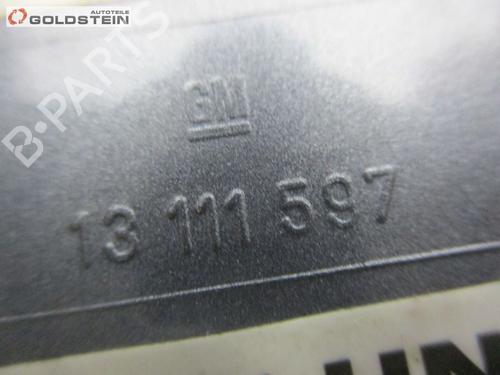 AUTOTEILE
GOLDSTEIN
B-PARTS
GM
13 111 597